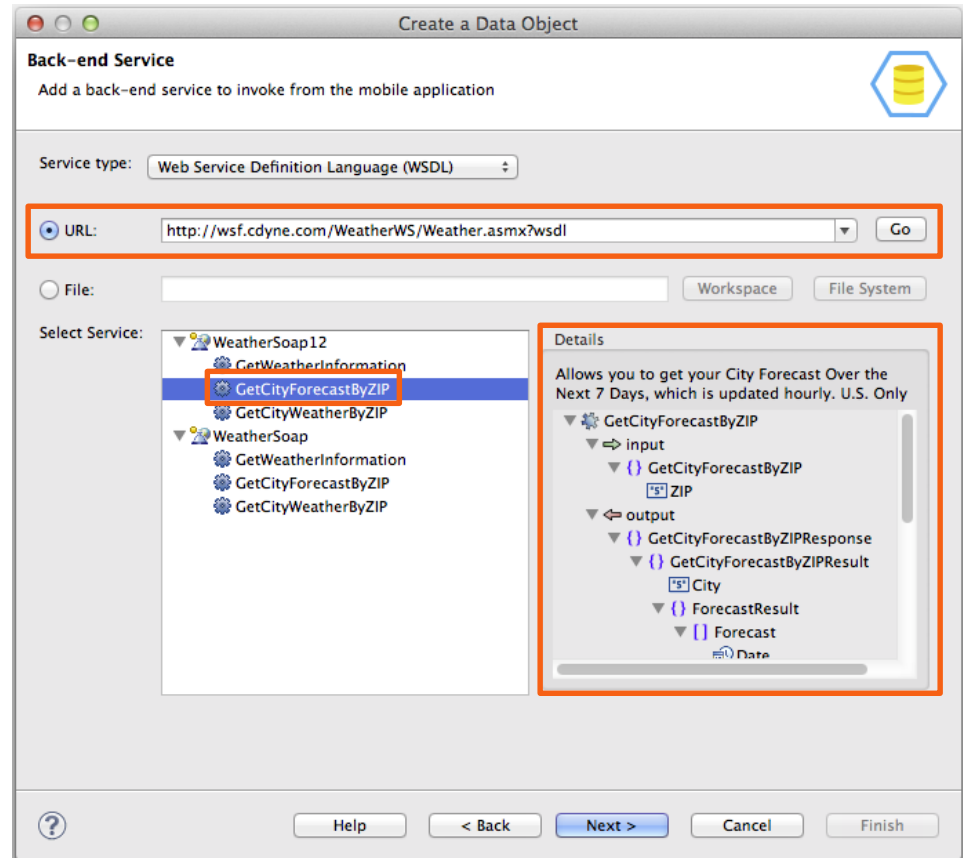 Create a Data Object
Back-end Service
Add a back-end service to invoke from the mobile application
Service type: Web Service Definition Language (WSDL)
URL: http://wsf.cdyne.com/WeatherWS/Weather.asmx?wsdl Go
File: Workspace File System
Select Service:
WeatherSoap12
GetWeatherInformation
GetCityForecastByZIP
GetCityWeatherByZIP
WeatherSoap
GetWeatherInformation
GetCityForecastByZIP
GetCityWeatherByZIP
Details
Allows you to get your City Forecast Over the
Next 7 Days, which is updated hourly. U.S. Only
GetCityForecastByZIP
input
{} GetCityForecastByZIP
"S" ZIP
output
{} GetCityForecastByZIPResponse
{} GetCityForecastByZIPResult
"S" City
{} ForecastResult
[] Forecast
Date
? Help < Back Next > Cancel Finish